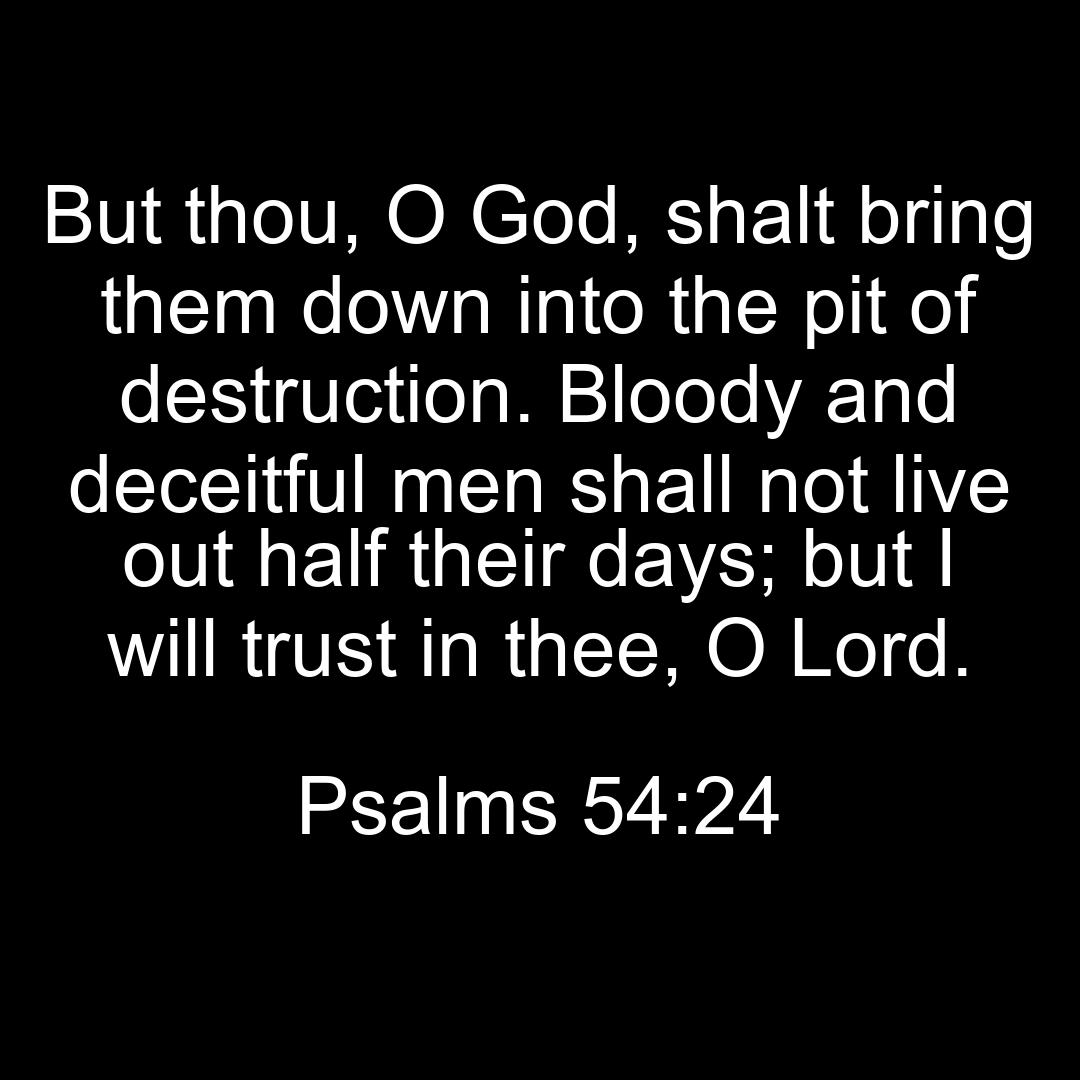 But thou, O God, shalt bring
them down into the pit of
destruction. Bloody and
deceitful men shall not live
out half their days; but I
will trust in thee, O Lord.
Psalms 54:24